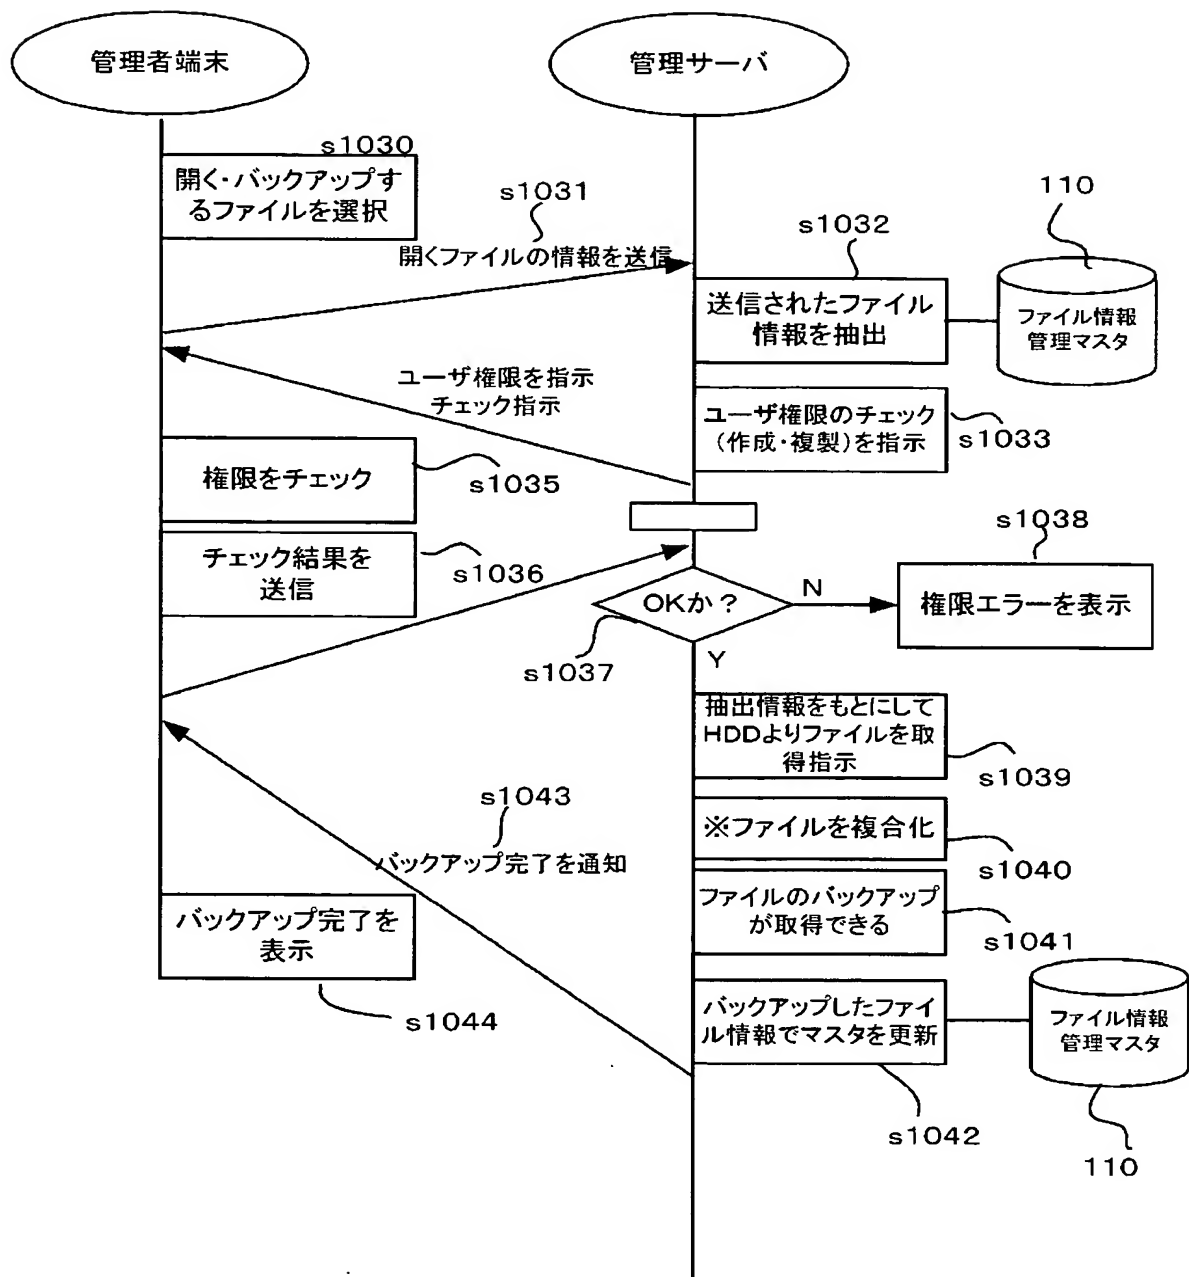 管理者端末
管理サーバ
s1030
開く・バックアップす
るファイルを選択
s1031
開くファイルの情報を送信
s1032
110
送信されたファイル
情報を抽出
ファイル情報
管理マスタ
ユーザ権限を指示
チェック指示
ユーザ権限のチェック
(作成・複製)を指示
s1033
権限をチェック
s1035
チェック結果を
送信
s1036
s1038
OKか?
N
権限エラーを表示
s1037
Y
抽出情報をもとにして
HDDよりファイルを取
得指示
s1039
s1043
バックアップ完了を通知
※ファイルを複合化
s1040
ファイルのバックアップ
が取得できる
s1041
バックアップ完了を
表示
s1044
バックアップしたファイ
ル情報でマスタを更新
ファイル情報
管理マスタ
s1042
110